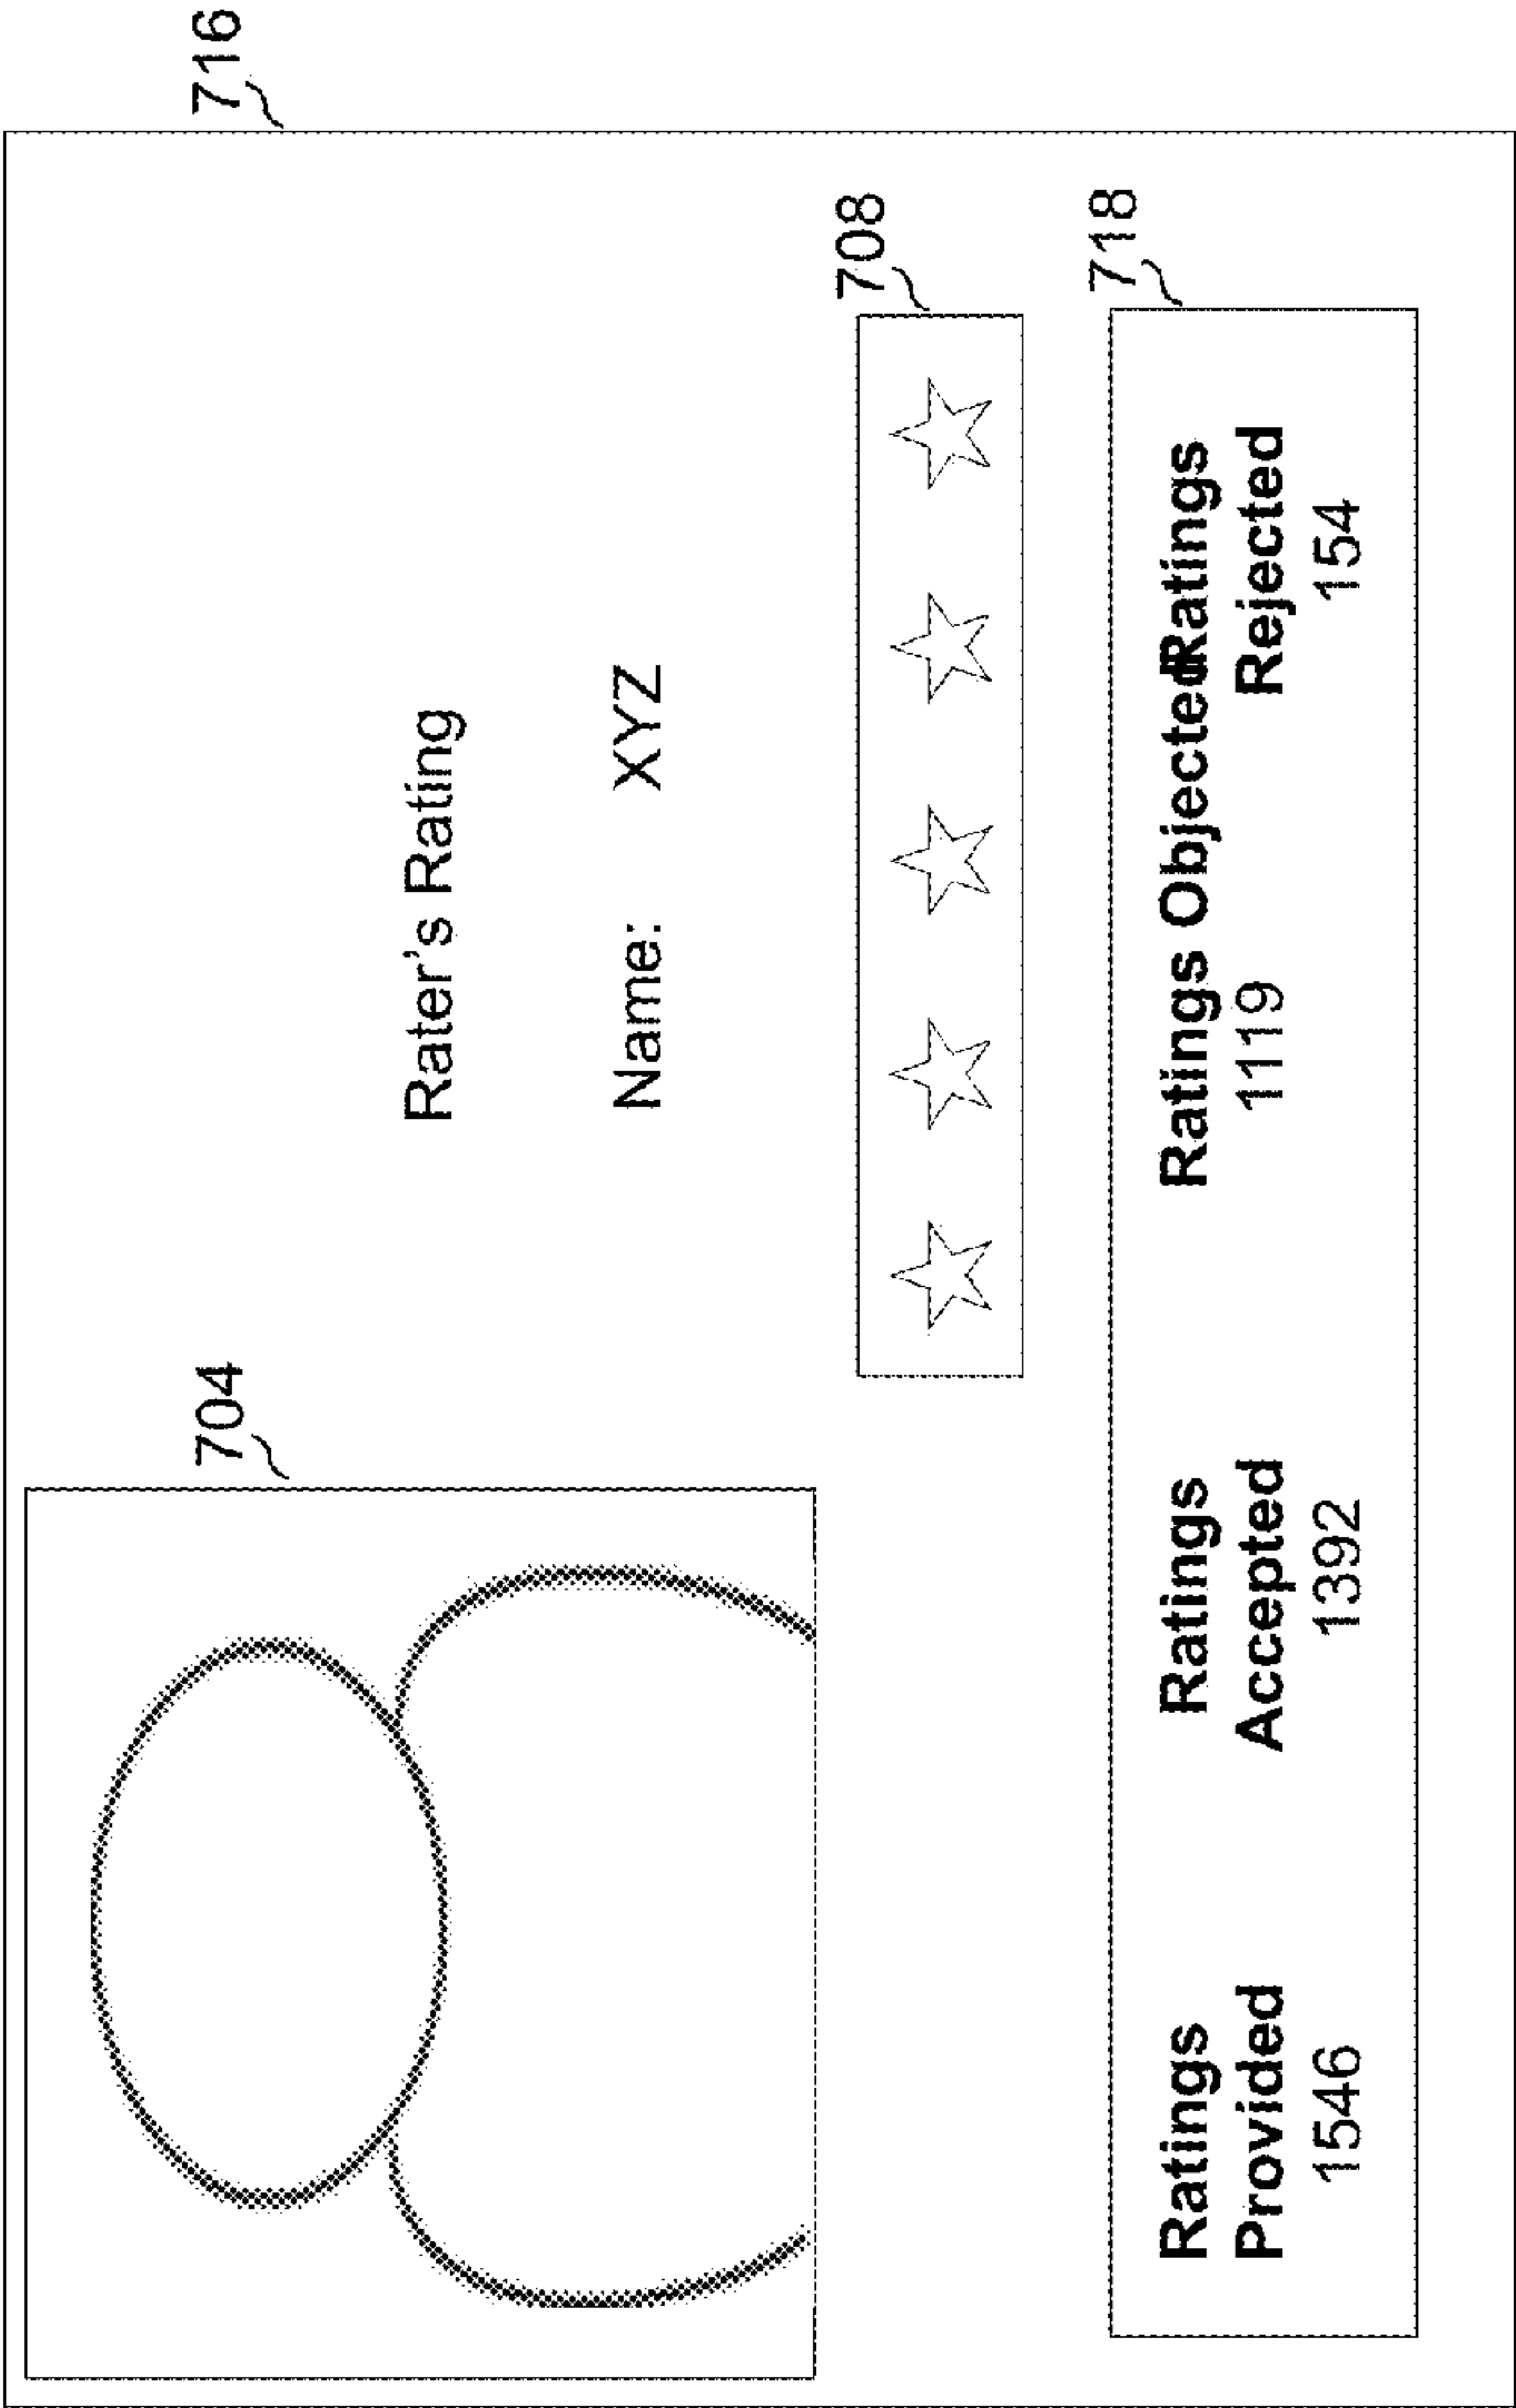 716
704
Rater's Rating
Name: XYZ
708
718
Ratings Provided
1546
Ratings Accepted
1392
Ratings Objected
1119
Ratings Rejected
154